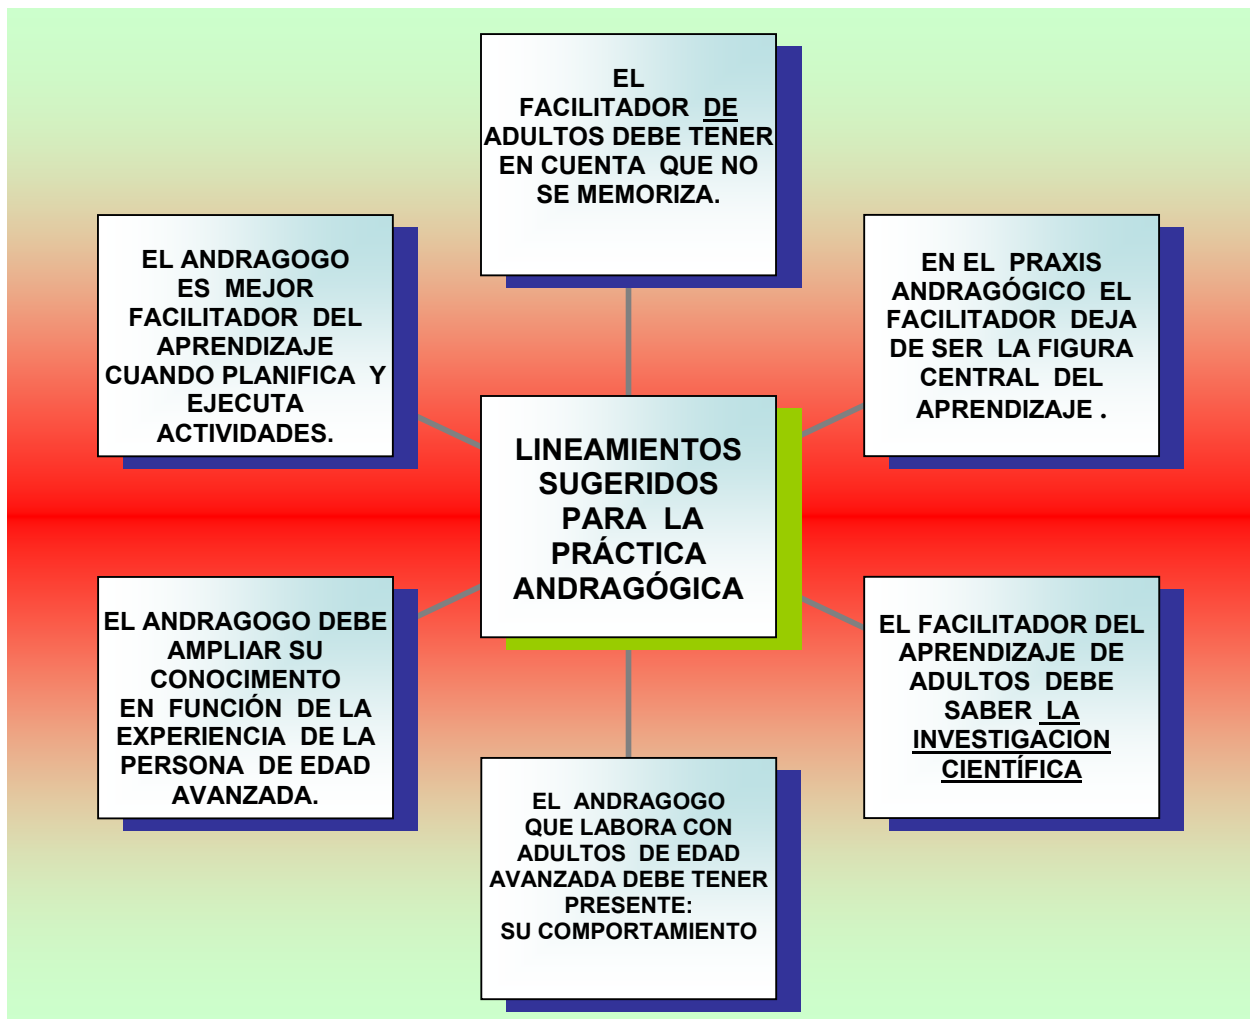 EL
FACILITADOR DE
ADULTOS DEBE TENER
EN CUENTA QUE NO
SE MEMORIZA.
EL ANDRAGOGO
ES MEJOR
FACILITADOR DEL
APRENDIZAJE
CUANDO PLANIFICA Y
EJECUTA
ACTIVIDADES.
EN EL PRAXIS
ANDRAGÓGICO EL
FACILITADOR DEJA
DE SER LA FIGURA
CENTRAL DEL
APRENDIZAJE .
LINEAMIENTOS
SUGERIDOS
PARA LA
PRÁCTICA
ANDRAGÓGICA
EL ANDRAGOGO DEBE
AMPLIAR SU
CONOCIMENTO
EN FUNCIÓN DE LA
EXPERIENCIA DE LA
PERSONA DE EDAD
AVANZADA.
EL FACILITADOR DEL
APRENDIZAJE DE
ADULTOS DEBE
SABER LA
INVESTIGACION
CIENTÍFICA
EL ANDRAGOGO
QUE LABORA CON
ADULTOS DE EDAD
AVANZADA DEBE TENER
PRESENTE:
SU COMPORTAMIENTO